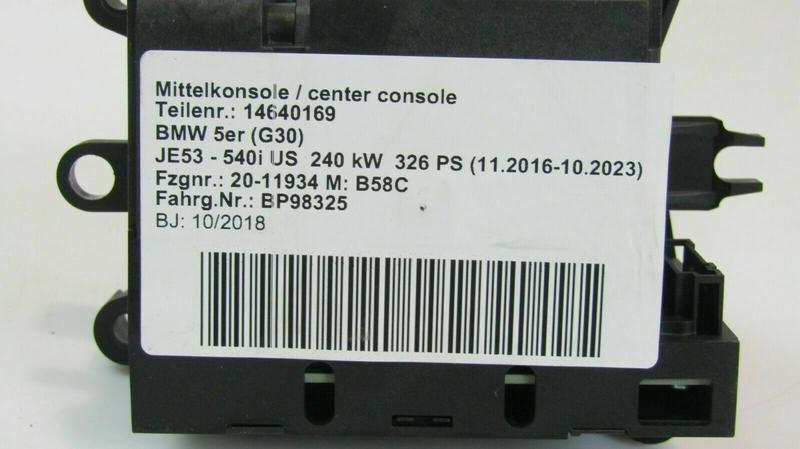 Mittelkonsole / center console
Teilenr.: 14640169
BMW 5er (G30)
JE53 - 540i US 240 kW 326 PS (11.2016-10.2023)
Fzgnr.: 20-11934 M: B58C
Fahrg.Nr.: BP98325
BJ: 10/2018